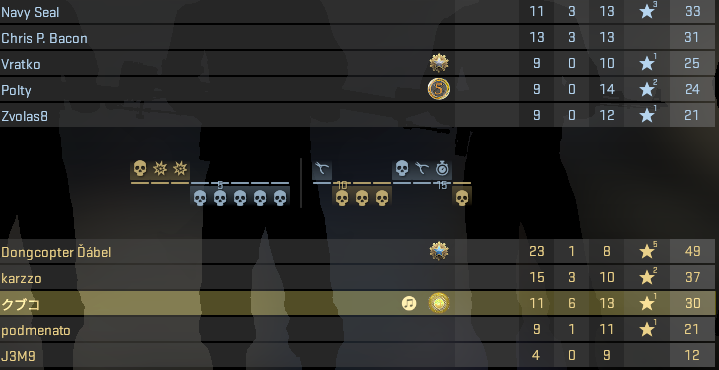 Navy Seal 11 3 13 3 33
Chris P. Bacon 13 3 13 31
Vratko 9 0 10 1 25
Polty 5 9 0 14 2 24
Zvolas8 9 0 12 1 21
5 10 15
Dongcopter Ďábel 23 1 8 5 49
karzzo 15 3 10 2 37
クブコ 11 6 13 1 30
podmenato 9 1 11 1 21
J3M9 4 0 9 12